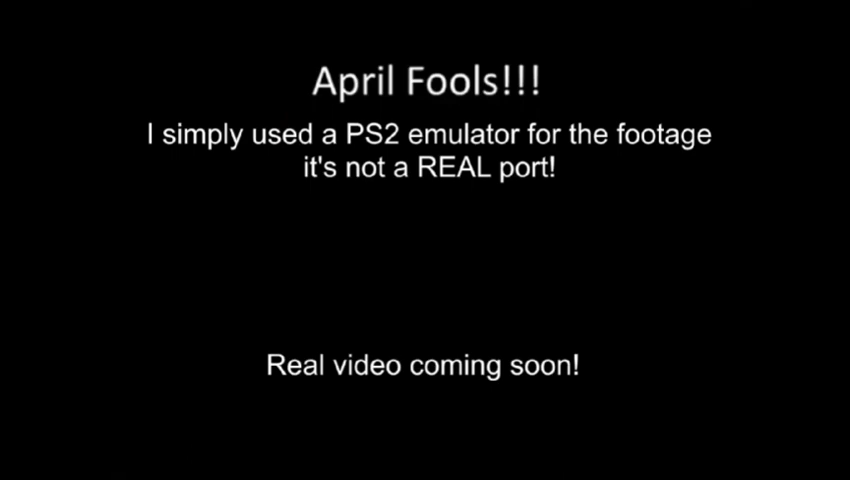 April Fools!!!
I simply used a PS2 emulator for the footage
it's not a REAL port!
Real video coming soon!